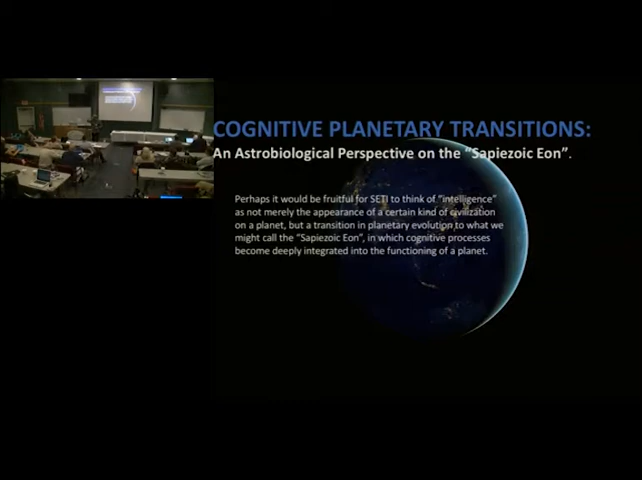 COGNITIVE PLANETARY TRANSITIONS:
An Astrobiological Perspective on the “Sapiezoic Eon”.
Perhaps it would be fruitful for SETI to think of “intelligence”
as not merely the appearance of a certain kind of civilization
on a planet, but a transition in planetary evolution to what we
might call the “Sapiezoic Eon”, in which cognitive processes
become deeply integrated into the functioning of a planet.